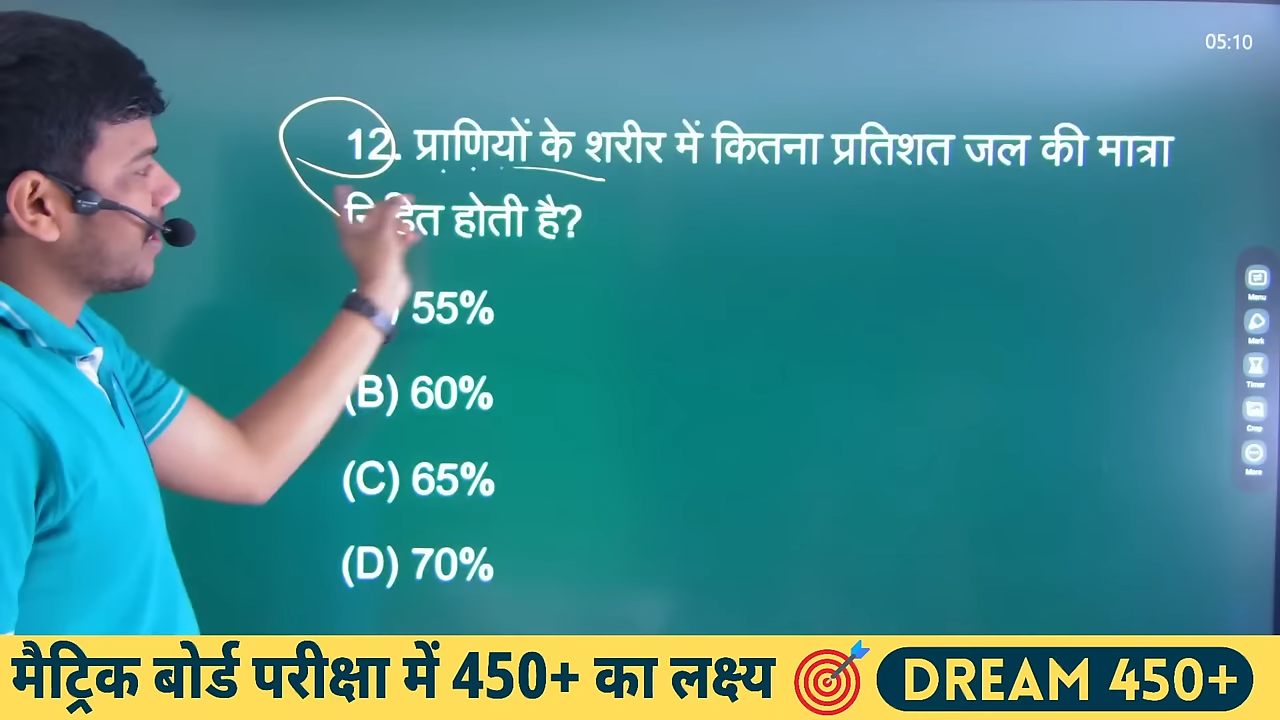 05:10
12. प्राणियों के शरीर में कितना प्रतिशत जल की मात्रा
होती है?
55%
(B) 60%
(C) 65%
(D) 70%
Menu
Mark
Timer
Crop
More
मैट्रिक बोर्ड परीक्षा में 450+ का लक्ष्य
DREAM 450+